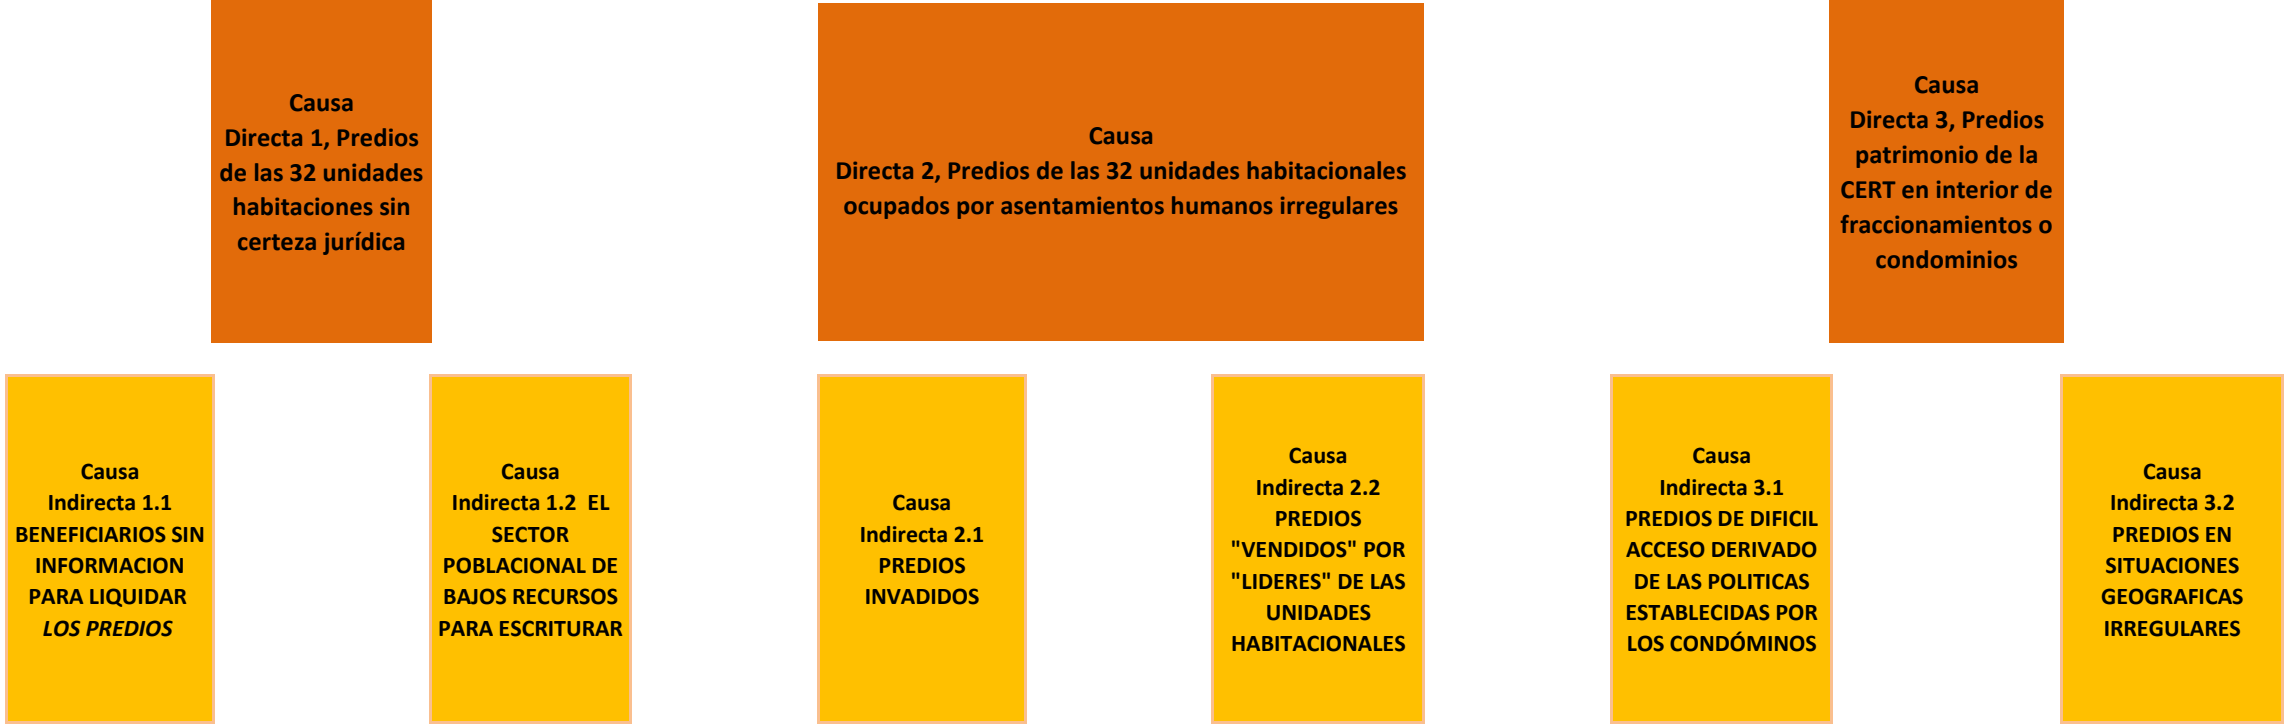 Causa
Directa 1, Predios
de las 32 unidades
habitaciones sin
certeza jurídica
Causa
Directa 2, Predios de las 32 unidades habitacionales
ocupados por asentamientos humanos irregulares
Causa
Directa 3, Predios
patrimonio de la
CERT en interior de
fraccionamientos o
condominios
Causa
Indirecta 1.1
BENEFICIARIOS SIN
INFORMACION
PARA LIQUIDAR
LOS PREDIOS
Causa
Indirecta 1.2  EL
SECTOR
POBLACIONAL DE
BAJOS RECURSOS
PARA ESCRITURAR
Causa
Indirecta 2.1
PREDIOS
INVADIDOS
Causa
Indirecta 2.2
PREDIOS
"VENDIDOS" POR
"LIDERES" DE LAS
UNIDADES
HABITACIONALES
Causa
Indirecta 3.1
PREDIOS DE DIFICIL
ACCESO DERIVADO
DE LAS POLITICAS
ESTABLECIDAS POR
LOS CONDÓMINOS
Causa
Indirecta 3.2
PREDIOS EN
SITUACIONES
GEOGRAFICAS
IRREGULARES